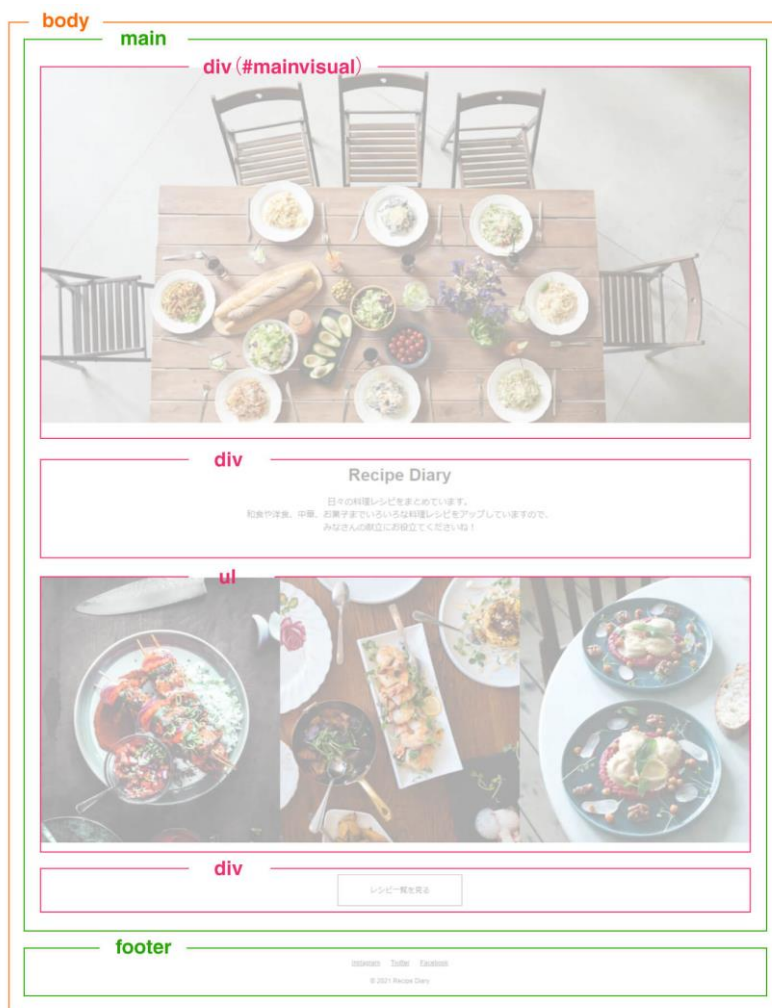 body
main
div（#mainvisual）
div
Recipe Diary
日々の料理レシピをまとめています。
和食や洋食、中華、お菓子までいろいろな料理レシピをアップしていますので、
みなさんの献立にお役立てくださいね！
ul
div
レシピ一覧を見る
footer
Instagram Twitter Facebook
© 2021 Recipe Diary